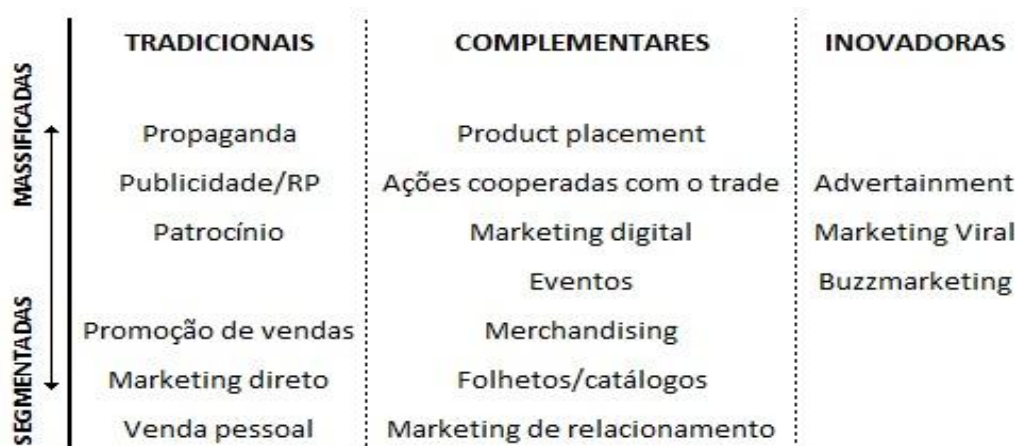 TRADICIONAIS COMPLEMENTARES INOVADORAS
MASSIFICADAS
Propaganda Product placement
Publicidade/RP Ações cooperadas com o trade Advertainment
Patrocínio Marketing digital Marketing Viral
Eventos Buzzmarketing
SEGMENTADAS
Promoção de vendas Merchandising
Marketing direto Folhetos/catálogos
Venda pessoal Marketing de relacionamento